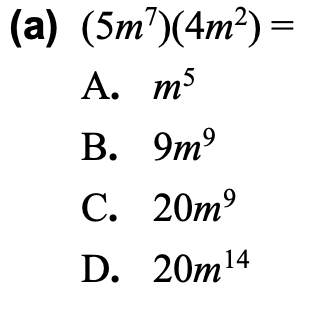 (a) (5m⁷)(4m²) =
A. m⁵
B. 9m⁹
C. 20m⁹
D. 20m¹⁴